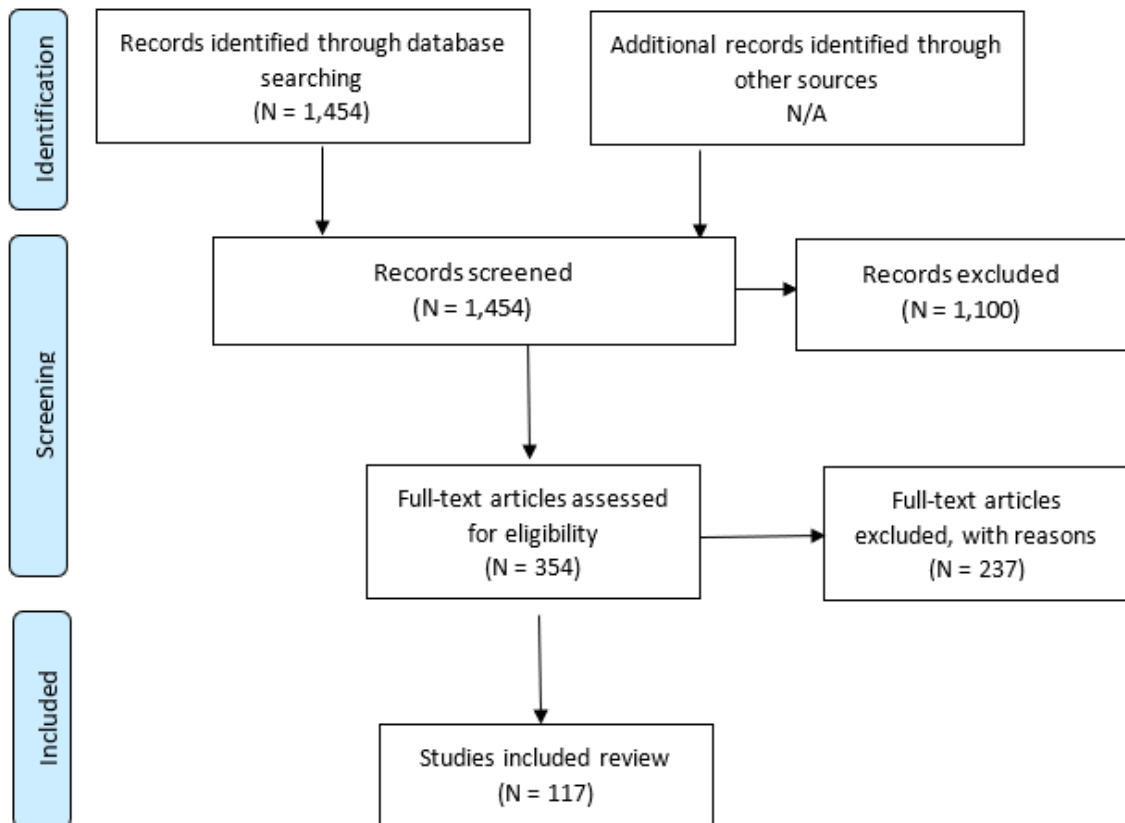 Identification
Records identified through database
searching
(N = 1,454)
Additional records identified through
other sources
N/A
Screening
Records screened
(N = 1,454)
Records excluded
(N = 1,100)
Full-text articles assessed
for eligibility
(N = 354)
Full-text articles
excluded, with reasons
(N = 237)
Included
Studies included review
(N = 117)